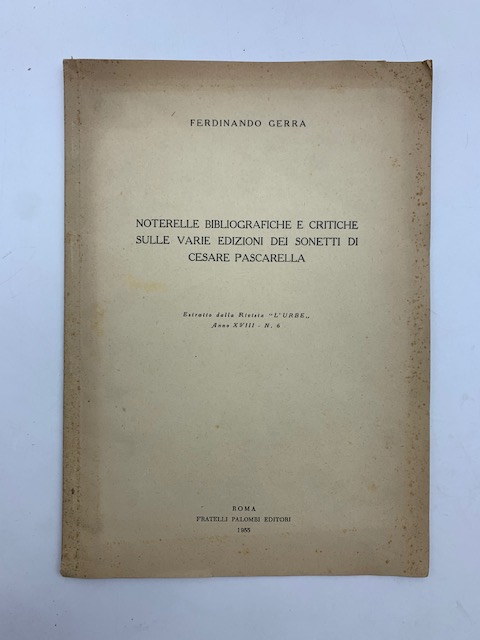 FERDINANDO GERRA
NOTERELLE BIBLIOGRAFICHE E CRITICHE
SULLE VARIE EDIZIONI DEI SONETTI DI
CESARE PASCARELLA
Estratto dalla Rivista "L'URBE„
Anno XVIII - N. 6
ROMA
FRATELLI PALOMBI EDITORI
1955